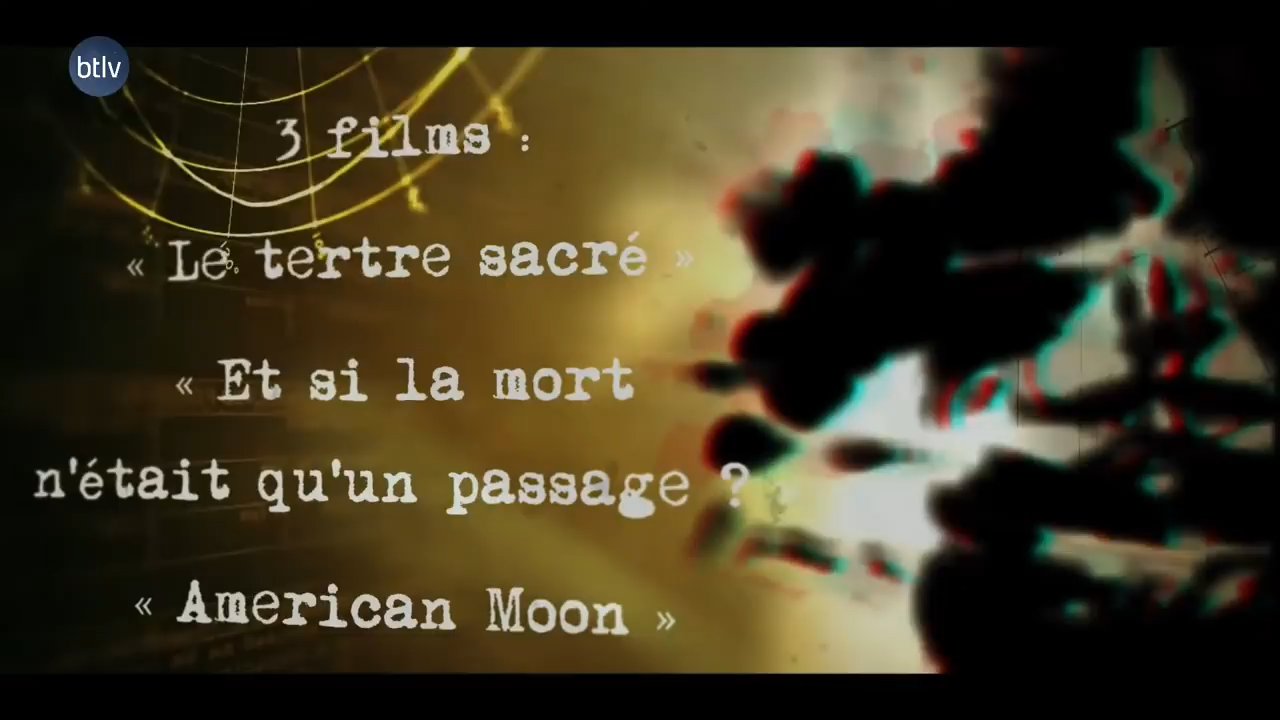 btlv
3 films :
« Le tertre sacré »
« Et si la mort
n'était qu'un passage ?
« American Moon »